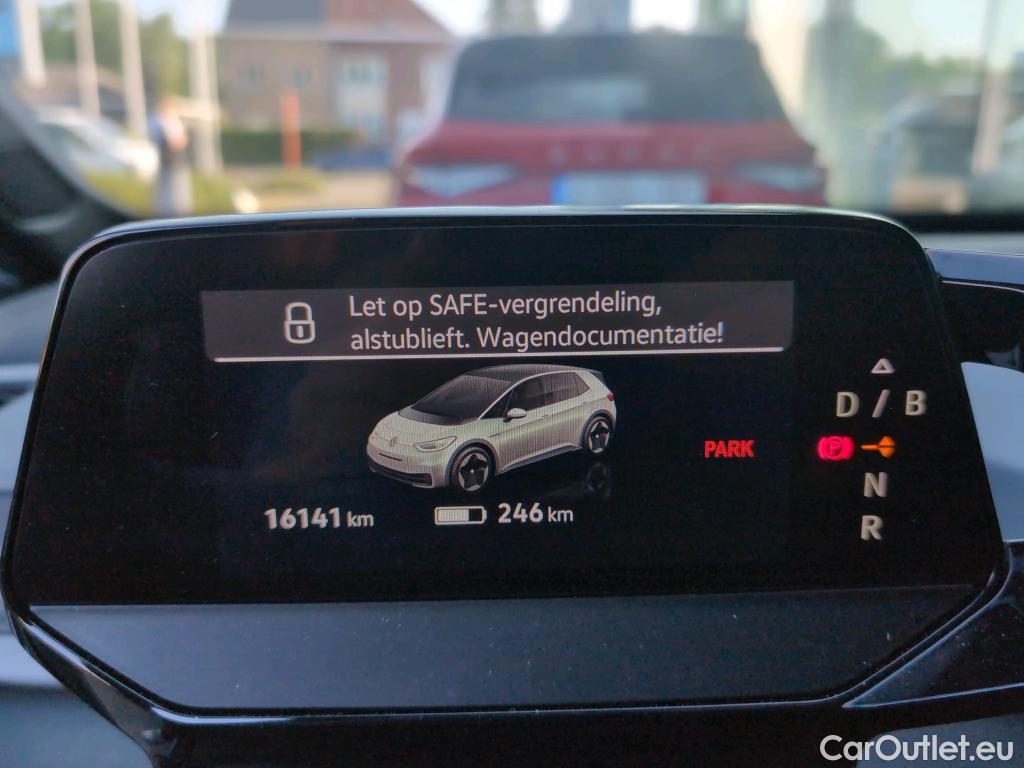 Let op SAFE-vergrendeling,
alstublieft. Wagendocumentatie!
D / B
PARK
P
N
R
16141 km
246 km
CarOutlet.eu